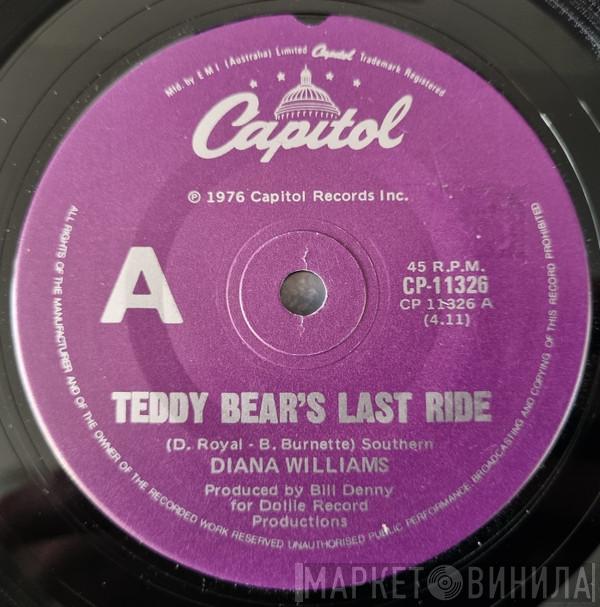 Mfd. by E M I (Australia) Limited Capitol Trademark Registered
Capitol
℗ 1976 Capitol Records Inc.
A
45 R.P.M.
CP-11326
CP 11326 A
(4.11)
TEDDY BEAR'S LAST RIDE
(D. Royal - B. Burnette) Southern
DIANA WILLIAMS
Produced by Bill Denny
for Dollie Record
Productions
ALL RIGHTS OF THE MANUFACTURER AND OF THE OWNER OF THE RECORDED WORK RESERVED UNAUTHORISED PUBLIC PERFORMANCE BROADCASTING AND COPYING OF THIS RECORD PROHIBITED
МАРКЕТ ВИНИЛА